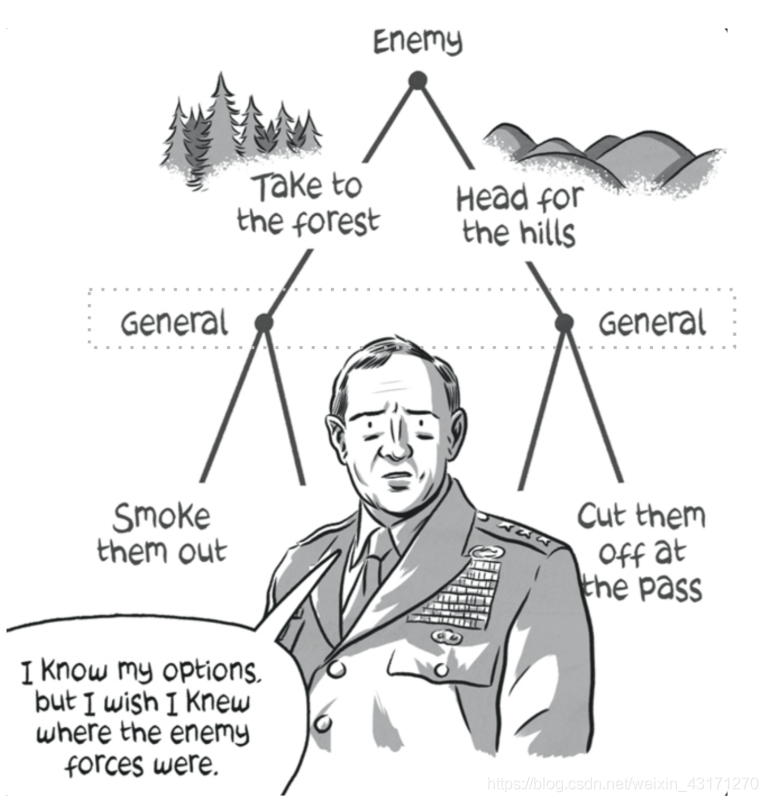 Enemy
Take to
the forest
Head for
the hills
General
General
Smoke
them out
Cut them
off at
the pass
I know my options,
but I wish I knew
where the enemy
forces were.
https://blog.csdn.net/weixin_43171270